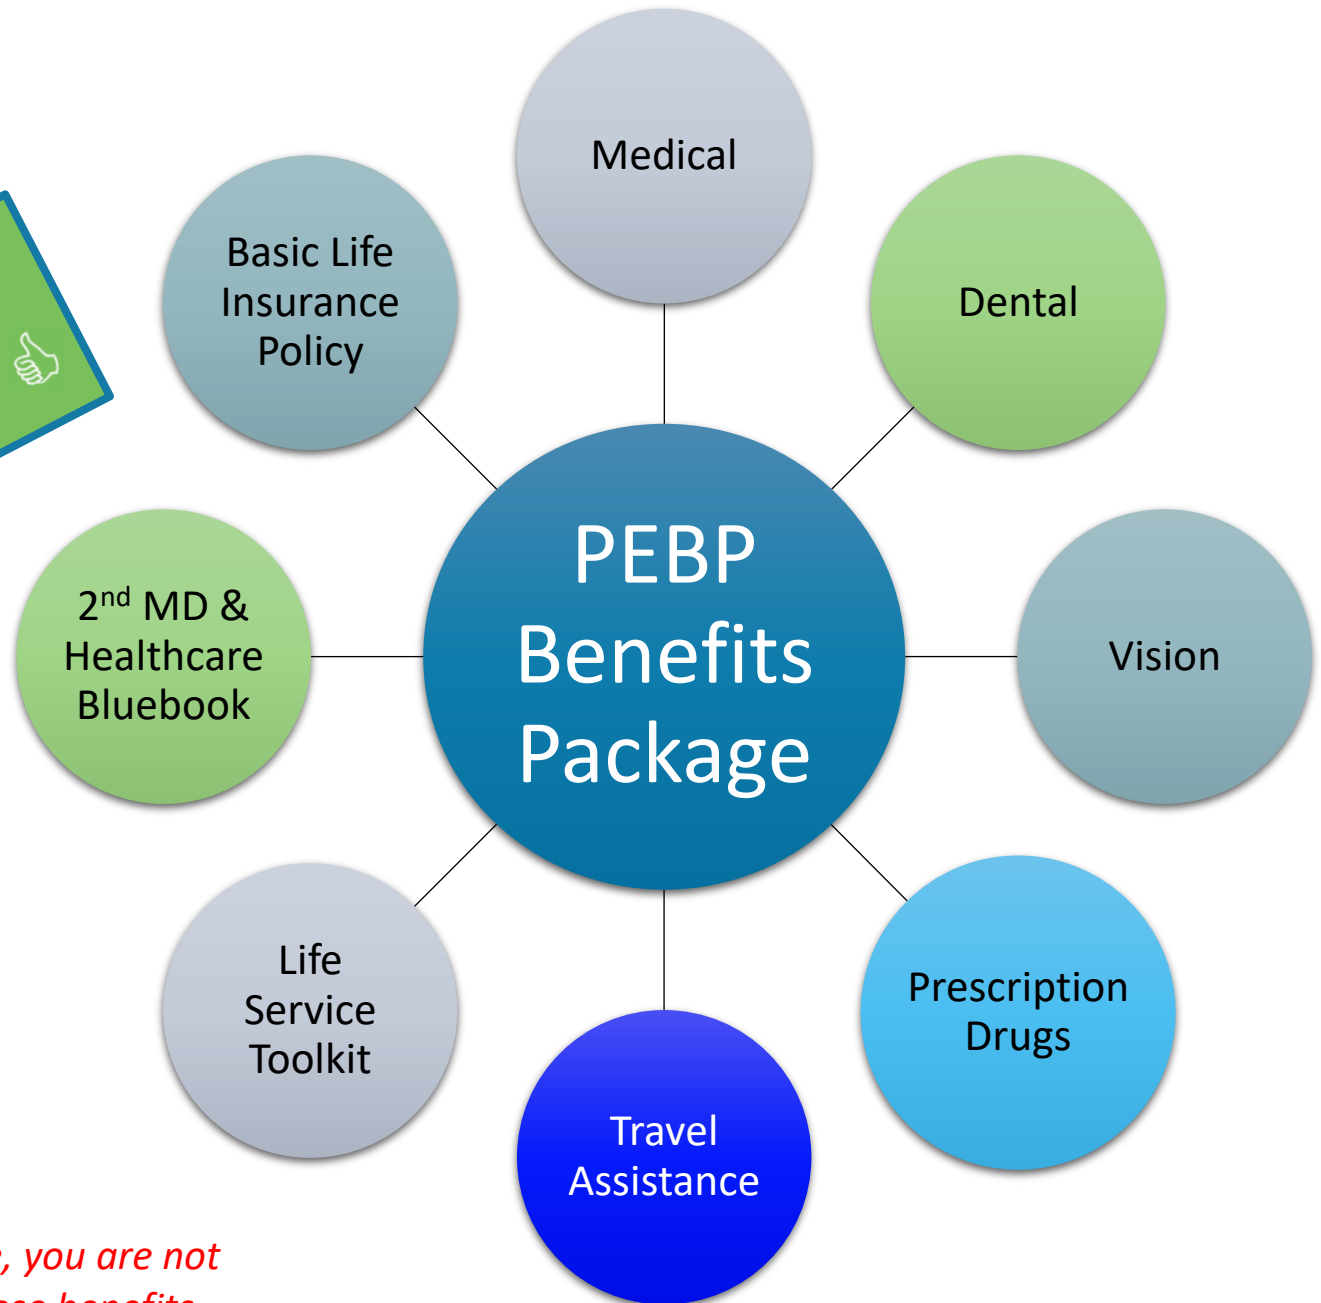 Medical
Dental
Vision
Prescription
Drugs
Travel
Assistance
Life
Service
Toolkit
2nd MD &
Healthcare
Bluebook
Basic Life
Insurance
Policy
PEBP
Benefits
Package
, you are not
benefits